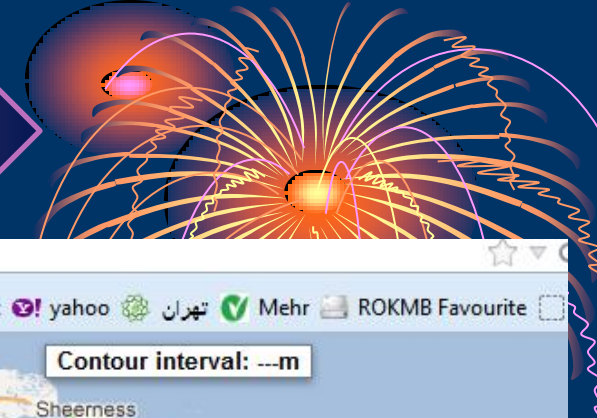 yahoo تهران Mehr ROKMB Favourite
Contour interval: ---m
Sheerness